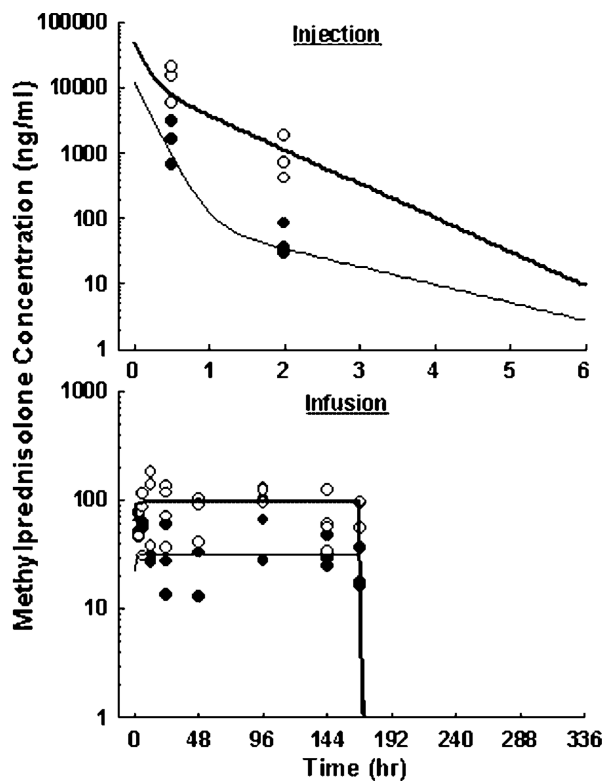 Methylprednisolone Concentration (ng/ml)
Injection
100000
10000
1000
100
10
1
0 1 2 3 4 5 6
Infusion
1000
100
10
1
0 48 96 144 192 240 288 336
Time (hr)